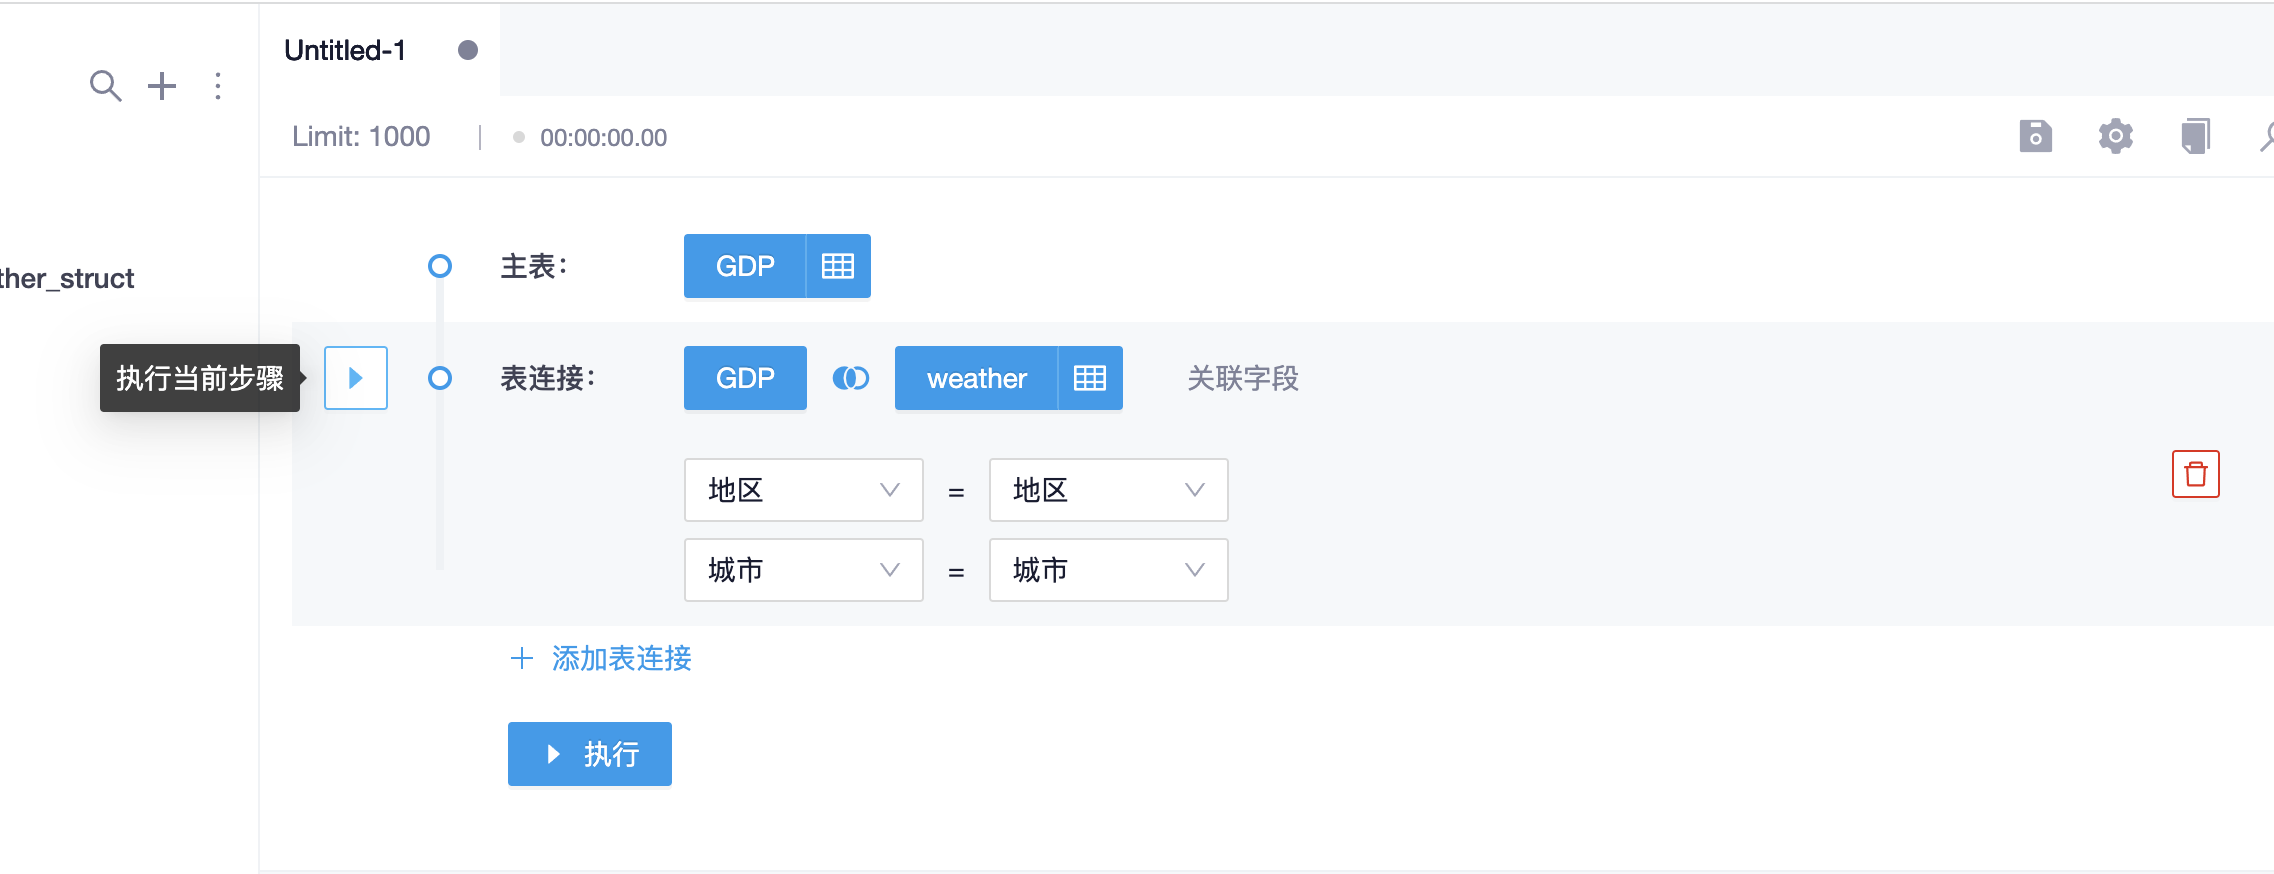 Untitled-1
Limit: 1000 | 00:00:00.00
ther_struct
主表： GDP
执行当前步骤
表连接： GDP weather 关联字段
地区 = 地区
城市 = 城市
+ 添加表连接
执行